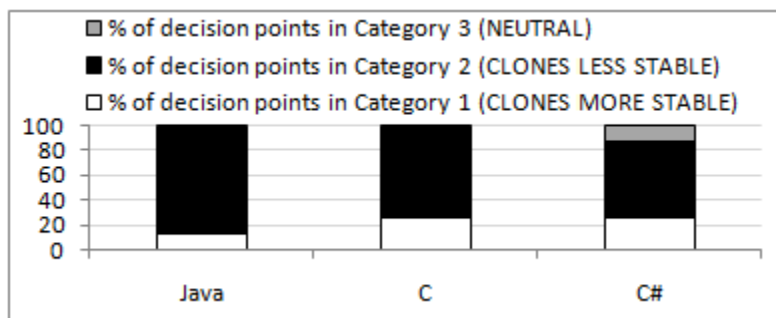 % of decision points in Category 3 (NEUTRAL)
% of decision points in Category 2 (CLONES LESS STABLE)
% of decision points in Category 1 (CLONES MORE STABLE)
100
80
60
40
20
0
Java C C#